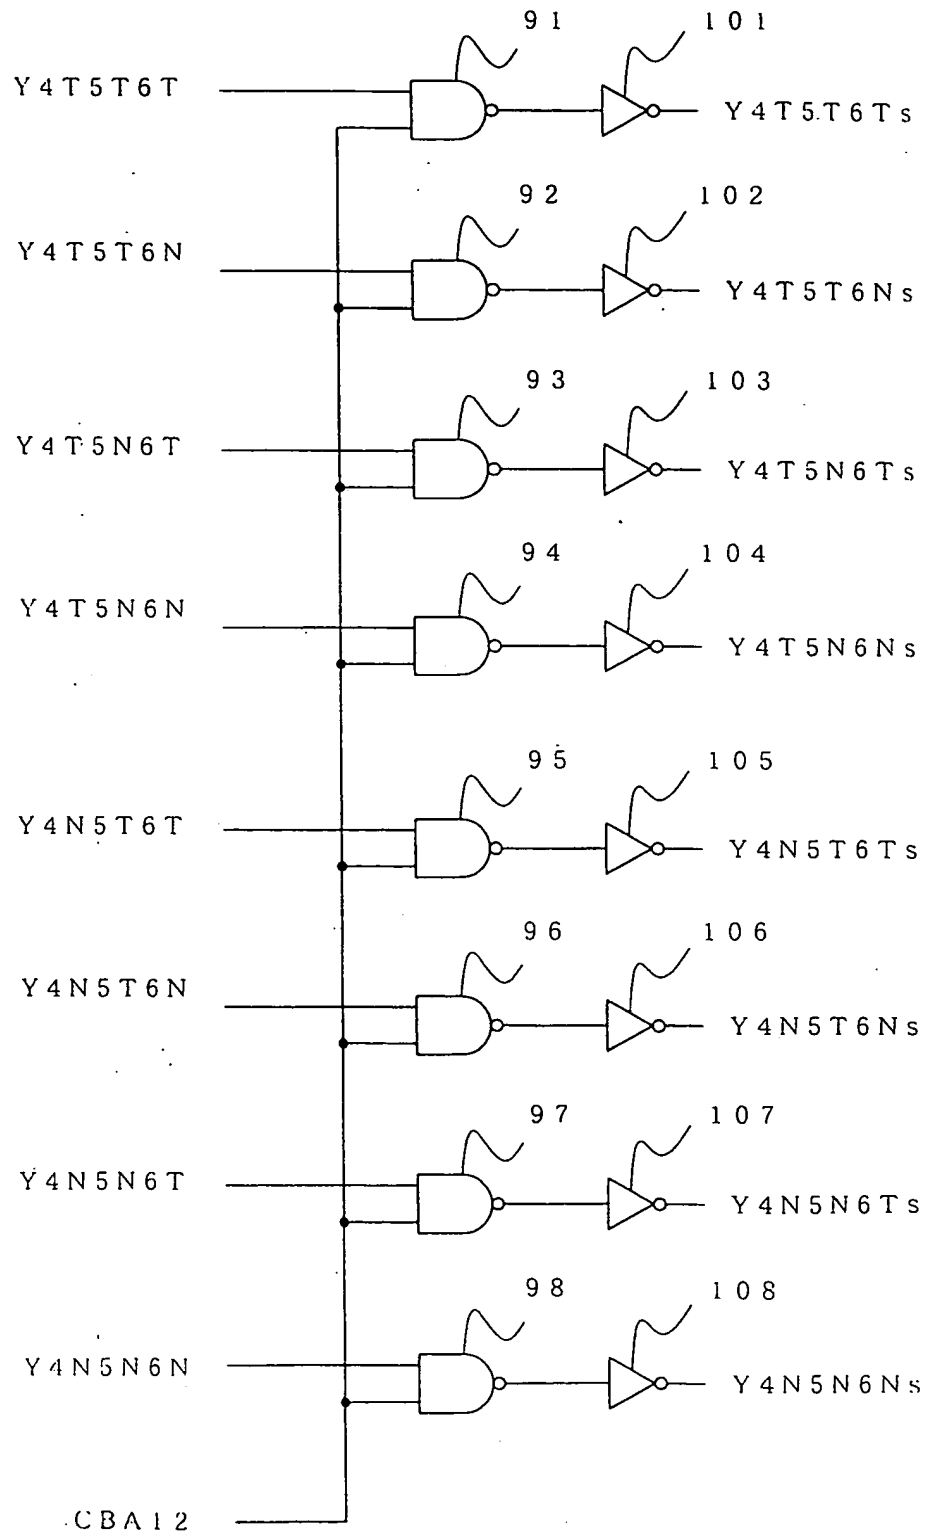 91 101
Y4T5T6T
Y4T5T6Ts
92 102
Y4T5T6N
Y4T5T6Ns
93 103
Y4T5N6T
Y4T5N6Ts
94 104
Y4T5N6N
Y4T5N6Ns
95 105
Y4N5T6T
Y4N5T6Ts
96 106
Y4N5T6N
Y4N5T6Ns
97 107
Y4N5N6T
Y4N5N6Ts
98 108
Y4N5N6N
Y4N5N6Ns
CBA12